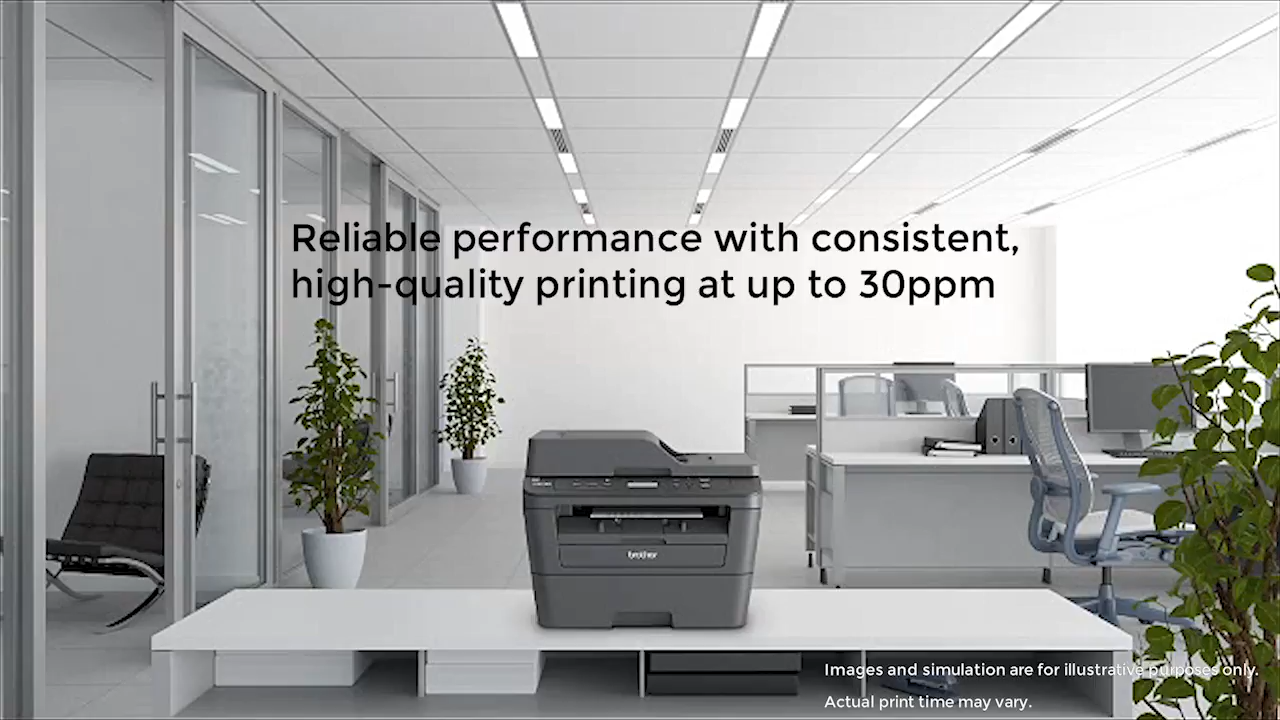 Reliable performance with consistent,
high-quality printing at up to 30ppm
brother
Images and simulation are for illustrative purposes only.
Actual print time may vary.